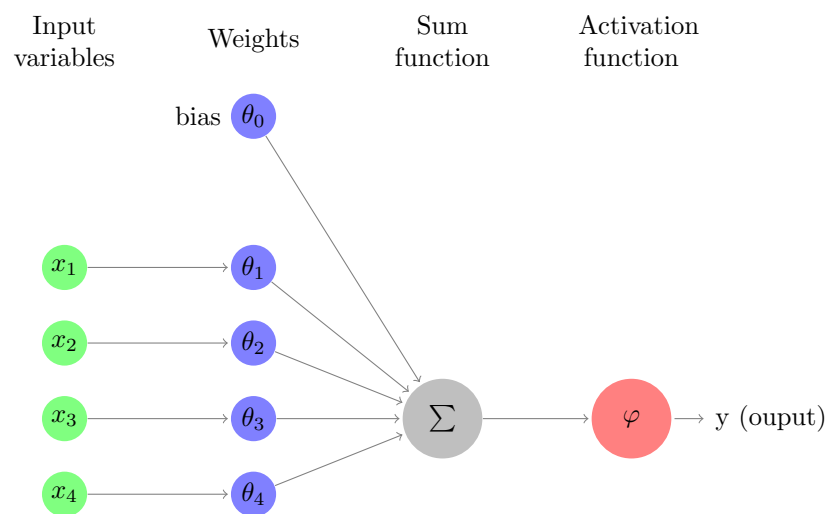 Input
variables
Weights
Sum
function
Activation
function
bias θ₀
x₁ θ₁
x₂ θ₂
x₃ θ₃ ∑ φ y (ouput)
x₄ θ₄